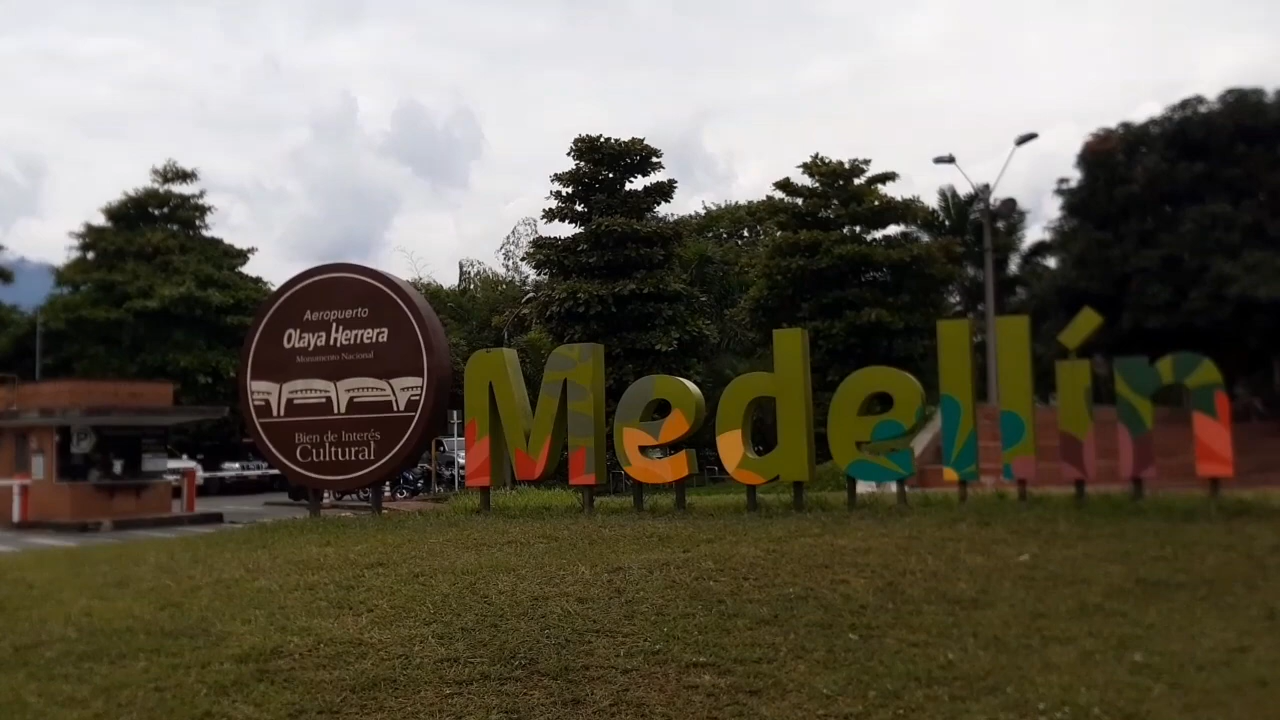 Aeropuerto
Olaya Herrera
Monumento Nacional
Bien de Interés
Cultural
Medellín
P